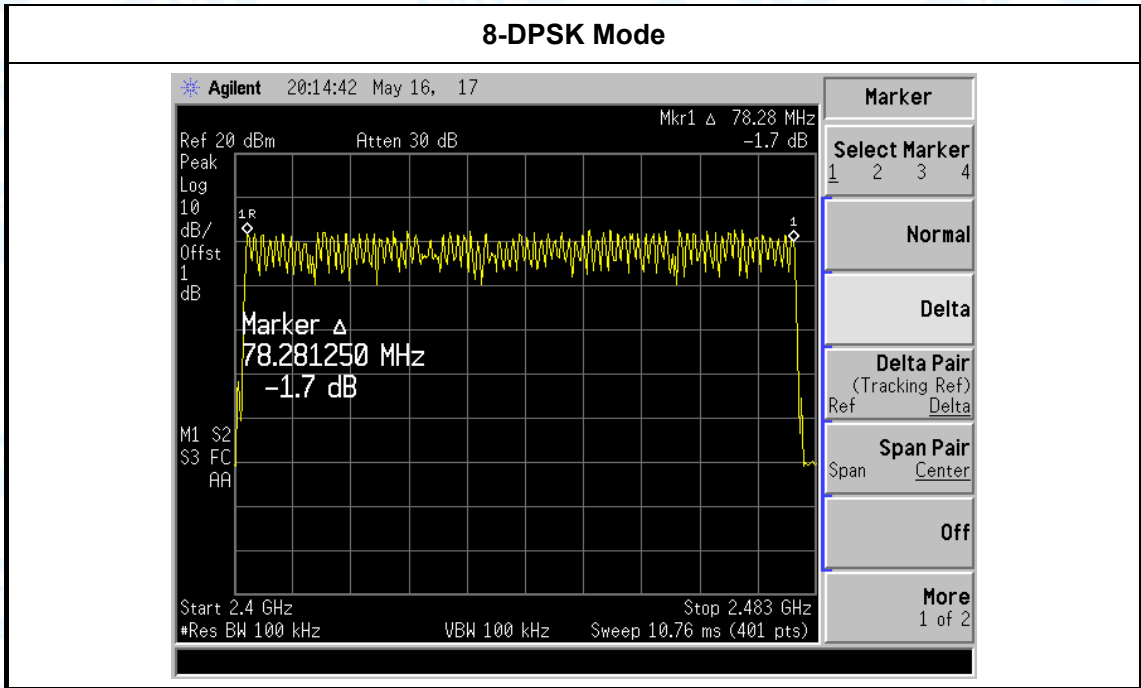 8-DPSK Mode
Agilent 20:14:42 May 16, 17
Mkr1 Δ 78.28 MHz
Ref 20 dBm Atten 30 dB -1.7 dB
Peak
Log
10
dB/
Offst
1
dB
1R
1
Marker Δ
78.281250 MHz
-1.7 dB
M1 S2
S3 FC
AA
Start 2.4 GHz Stop 2.483 GHz
#Res BW 100 kHz VBW 100 kHz Sweep 10.76 ms (401 pts)
Marker
Select Marker
1 2 3 4
Normal
Delta
Delta Pair
(Tracking Ref)
Ref Delta
Span Pair
Span Center
Off
More
1 of 2